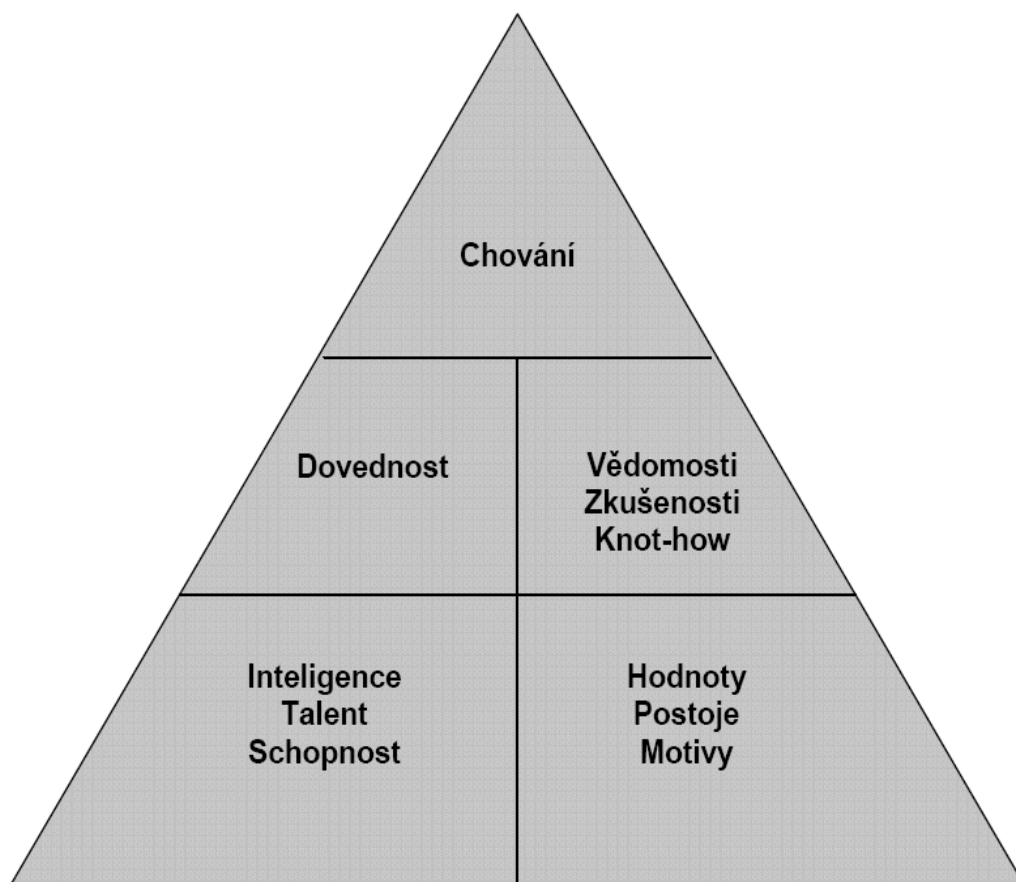 Chování
Dovednost
Vědomosti
Zkušenosti
Knot-how
Inteligence
Talent
Schopnost
Hodnoty
Postoje
Motivy